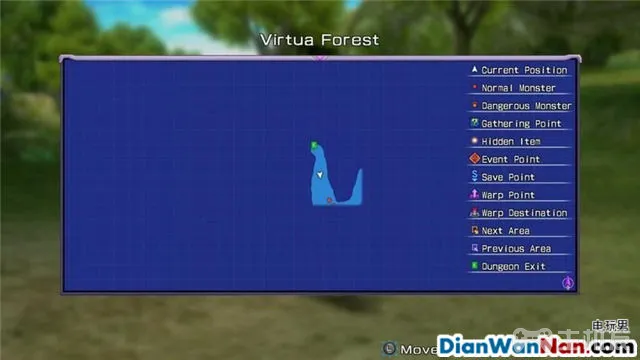 Virtua Forest
Current Position
Normal Monster
Dangerous Monster
Gathering Point
Hidden Item
Event Point
Save Point
Warp Point
Warp Destination
Next Area
Previous Area
Dungeon Exit
电玩男
L Move
DianWanNan.com